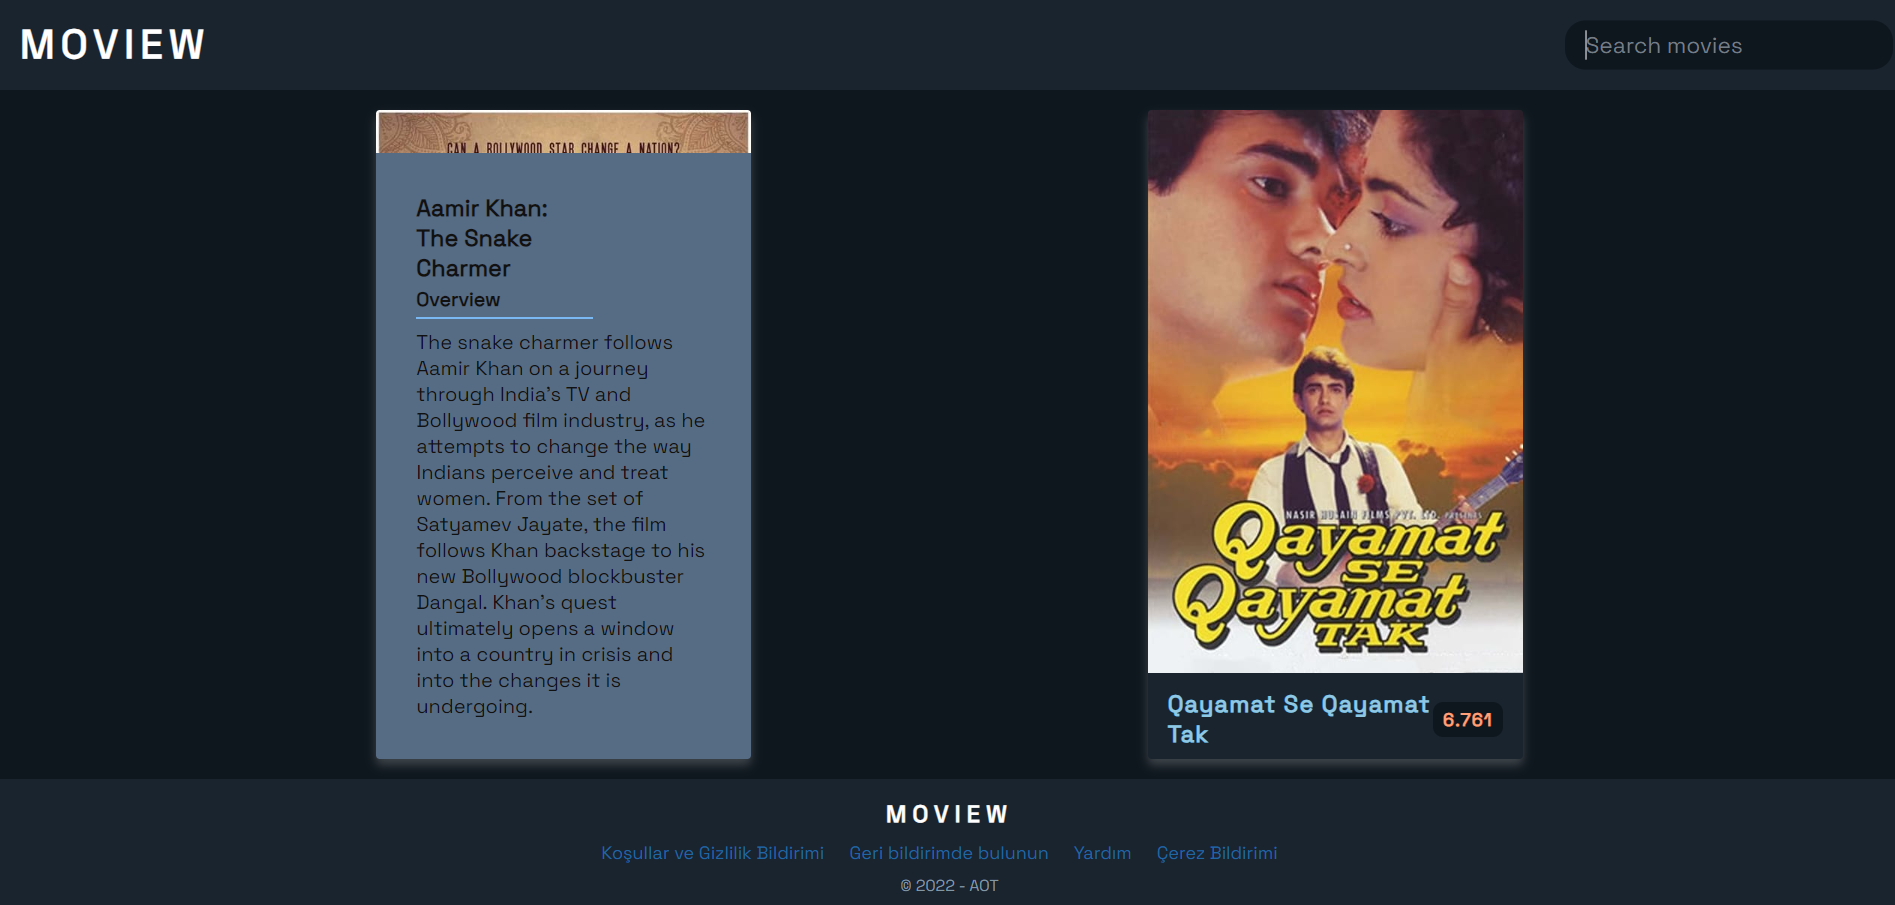 MOVIEW
Search movies
CAN A BOLLYWOOD STAR CHANGE A NATION?
Aamir Khan:
The Snake
Charmer
Overview
The snake charmer follows
Aamir Khan on a journey
through India’s TV and
Bollywood film industry, as he
attempts to change the way
Indians perceive and treat
women. From the set of
Satyamev Jayate, the film
follows Khan backstage to his
new Bollywood blockbuster
Dangal. Khan’s quest
ultimately opens a window
into a country in crisis and
into the changes it is
undergoing.
NASIR HUSAIN FILMS PVT. LTD. PRESENTS
Qayamat
SE
Qayamat
TAK
Qayamat Se Qayamat
Tak
6.761
MOVIEW
Koşullar ve Gizlilik Bildirimi Geri bildirimde bulunun Yardım Çerez Bildirimi
© 2022 - AOT